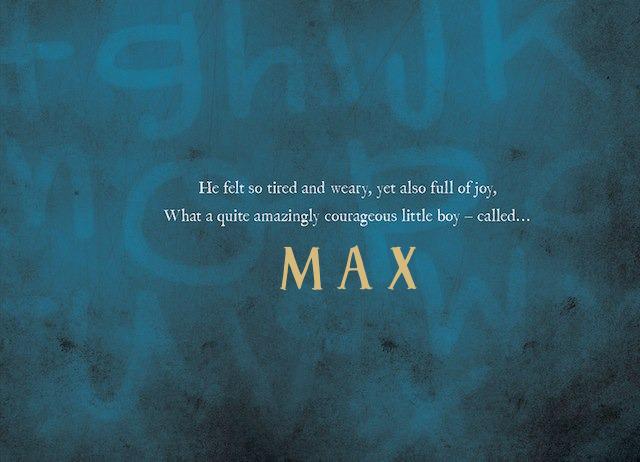 He felt so tired and weary, yet also full of joy,
What a quite amazingly courageous little boy – called...
MAX